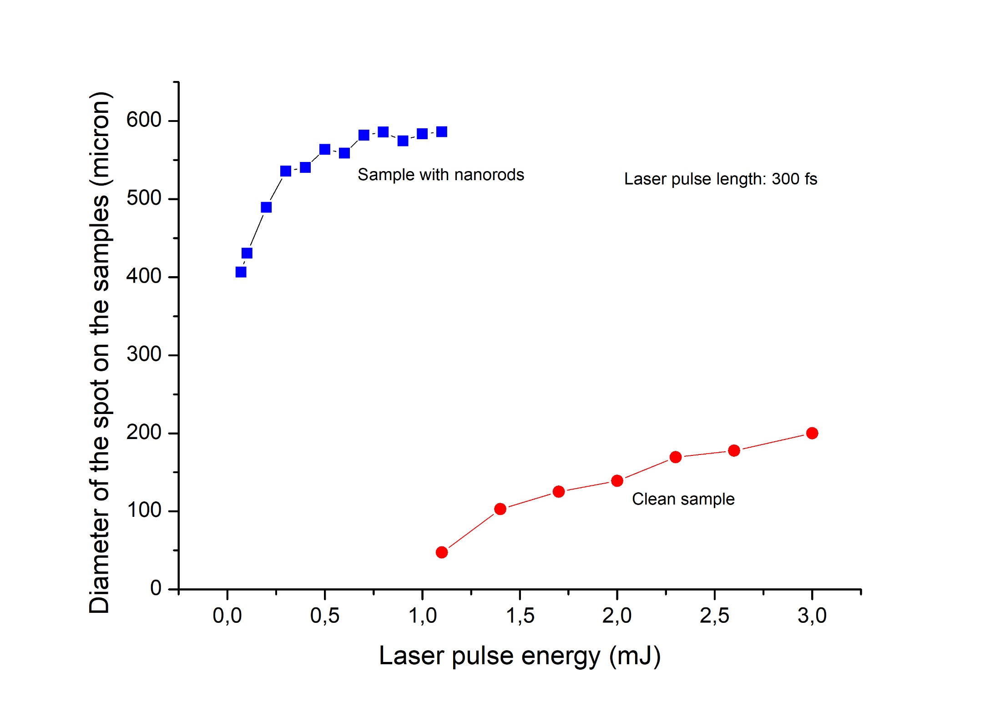 Diameter of the spot on the samples (micron)
600
500
400
300
200
100
0
Sample with nanorods
Laser pulse length: 300 fs
Clean sample
0,0 0,5 1,0 1,5 2,0 2,5 3,0
Laser pulse energy (mJ)